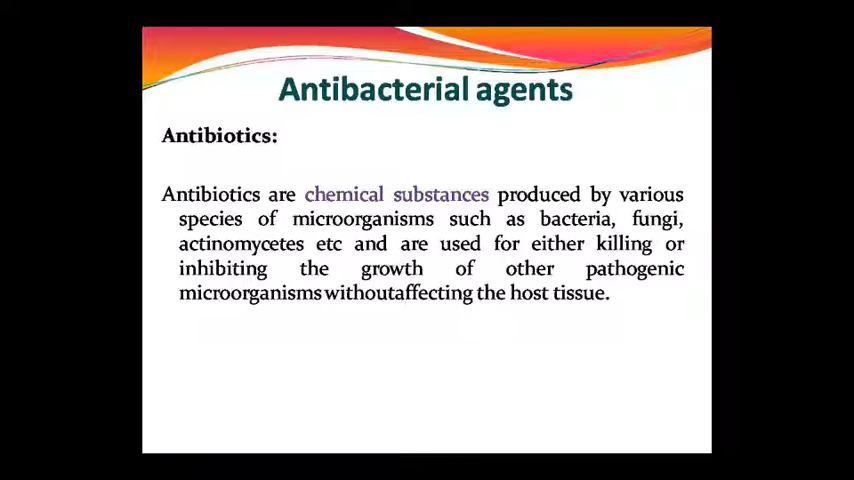 Antibacterial agents
Antibiotics:
Antibiotics are chemical substances produced by various
species of microorganisms such as bacteria, fungi,
actinomycetes etc and are used for either killing or
inhibiting the growth of other pathogenic
microorganisms withoutaffecting the host tissue.